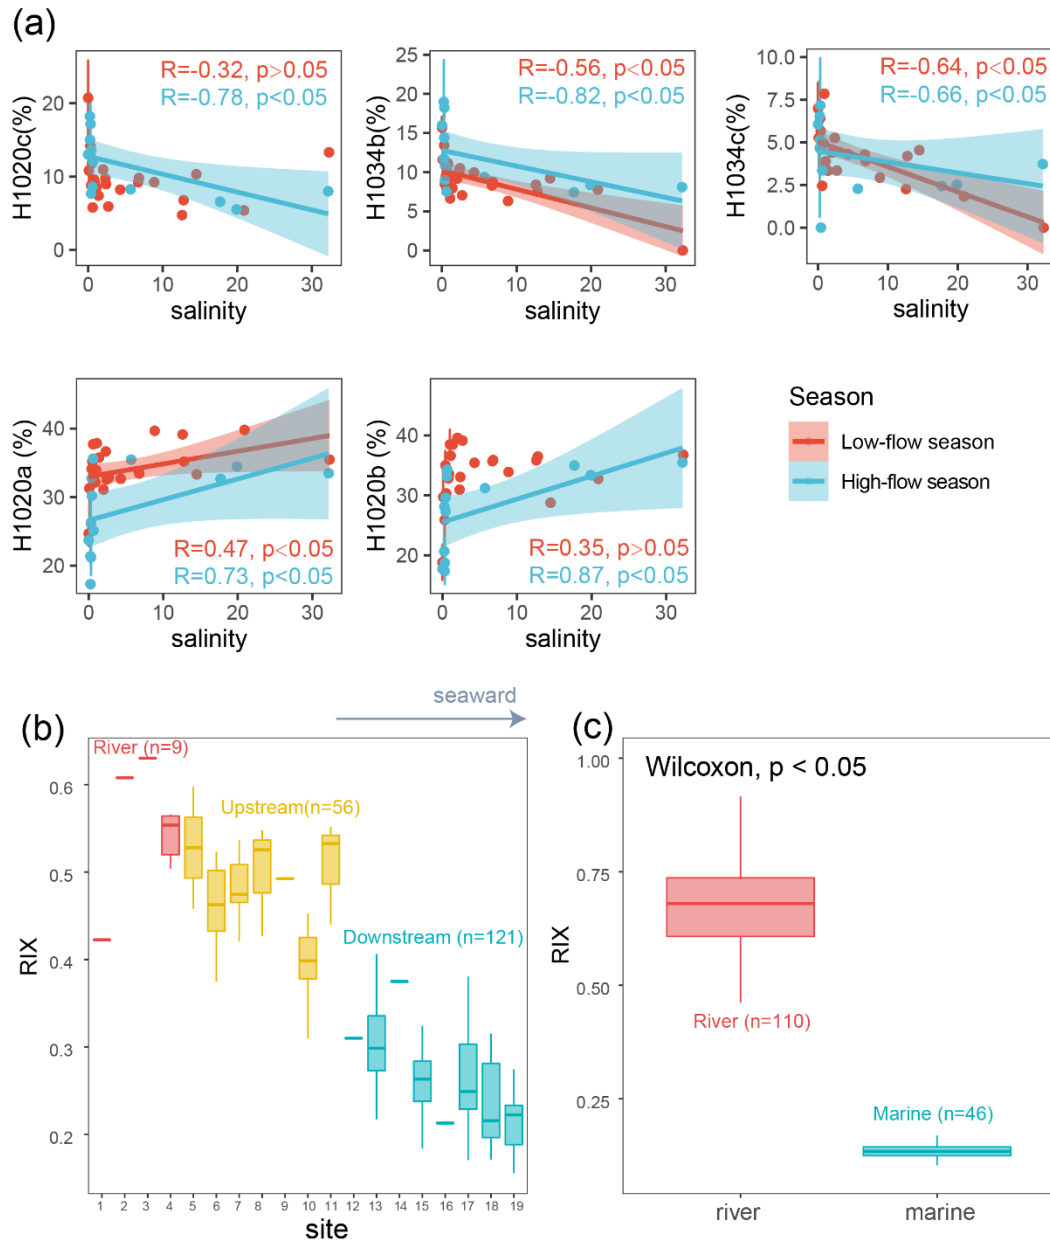 (a)
R=-0.32, p>0.05
R=-0.78, p<0.05
H1020c(%)
20
10
0
0 10 20 30
salinity
R=-0.56, p<0.05
R=-0.82, p<0.05
H1034b(%)
25
20
15
10
5
0
0 10 20 30
salinity
R=-0.64, p<0.05
R=-0.66, p<0.05
H1034c(%)
10.0
7.5
5.0
2.5
0.0
0 10 20 30
salinity
H1020a (%)
40
30
20
R=0.47, p<0.05
R=0.73, p<0.05
0 10 20 30
salinity
H1020b (%)
40
30
20
R=0.35, p>0.05
R=0.87, p<0.05
0 10 20 30
salinity
Season
Low-flow season
High-flow season
(b)
seaward
River (n=9)
Upstream(n=56)
Downstream (n=121)
RIX
0.6
0.5
0.4
0.3
0.2
1 2 3 4 5 6 7 8 9 10 11 12 13 14 15 16 17 18 19
site
(c)
Wilcoxon, p < 0.05
RIX
1.00
0.75
0.50
0.25
River (n=110)
Marine (n=46)
river marine